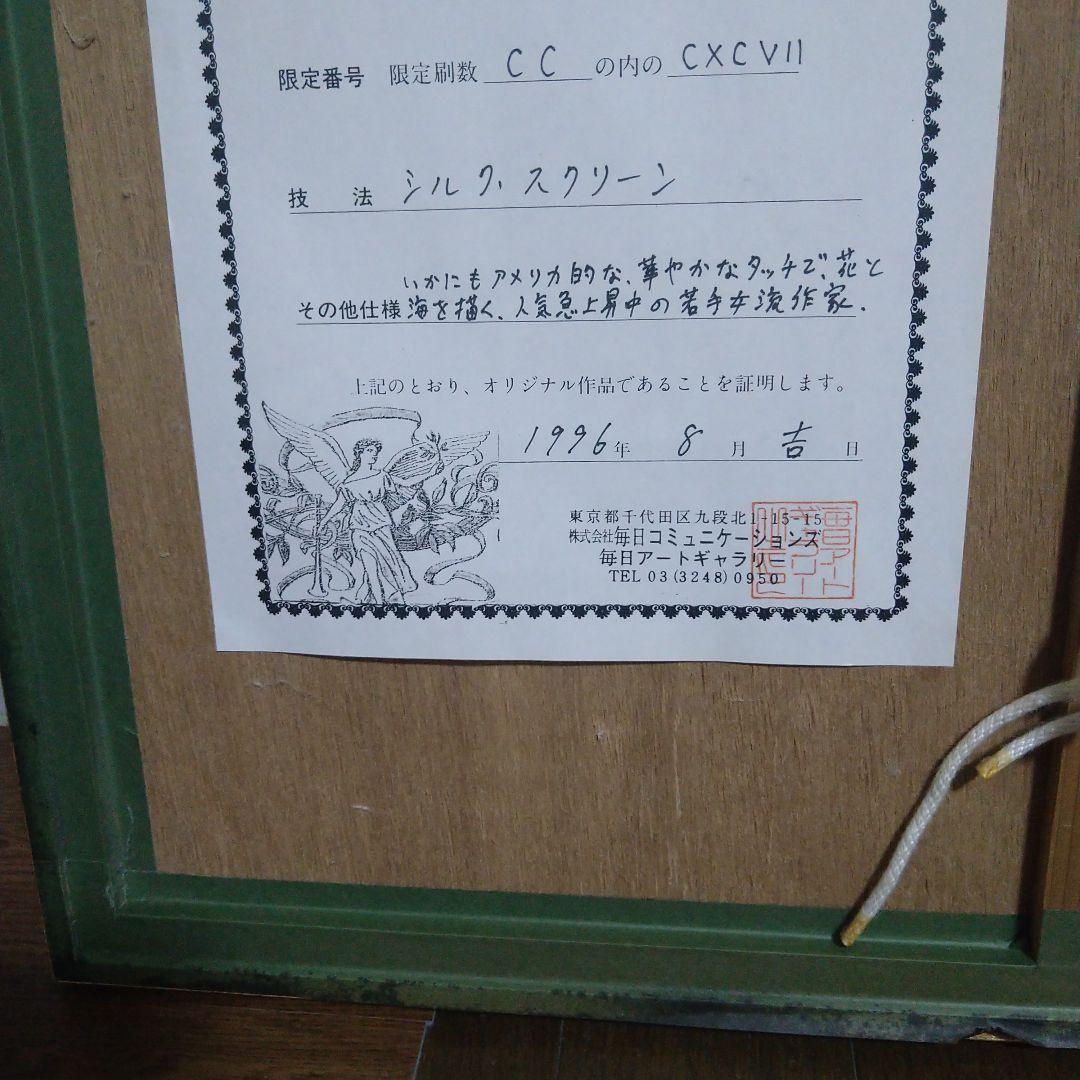 限定番号 限定刷数 CC の内の CXCVII
技 法 シルク・スクリーン
いかにもアメリカ的な、華やかなタッチで、花と
その他仕様 海を描く、人気急上昇中の若手女流作家.
上記のとおり、オリジナル作品であることを証明します。
1996年 8月 吉日
東京都千代田区九段北1-15-15
株式会社毎日コミュニケーションズ
毎日アートギャラリー
TEL 03(3248)0950